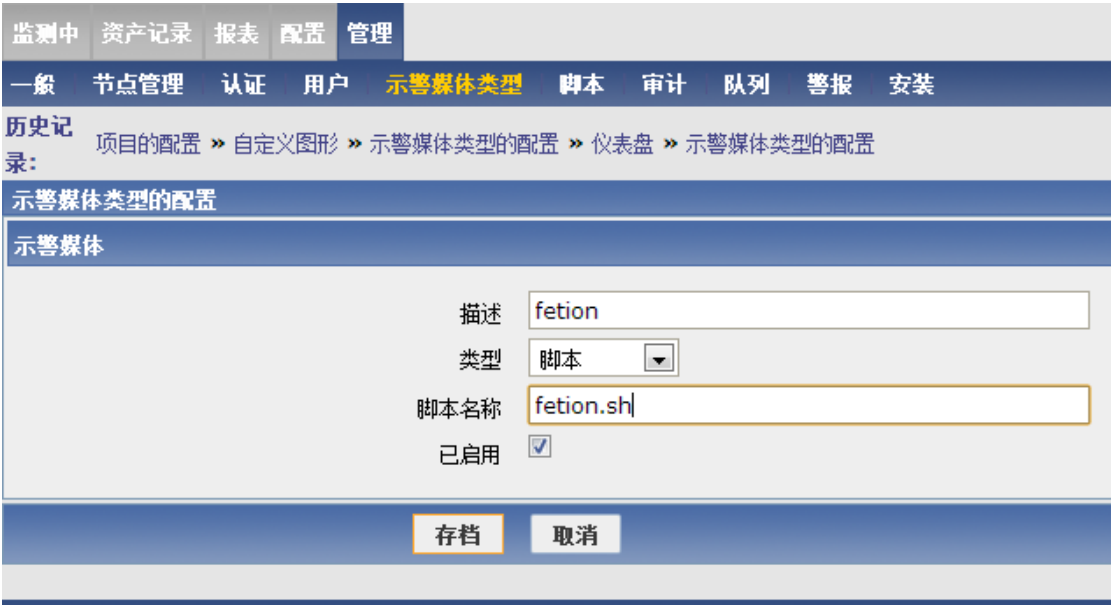 监测中 资产记录 报表 配置 管理
一般 节点管理 认证 用户 示警媒体类型 脚本 审计 队列 警报 安装
历史记录: 项目的配置 » 自定义图形 » 示警媒体类型的配置 » 仪表盘 » 示警媒体类型的配置
示警媒体类型的配置
示警媒体
描述 fetion
类型 脚本
脚本名称 fetion.sh
已启用
存档 取消